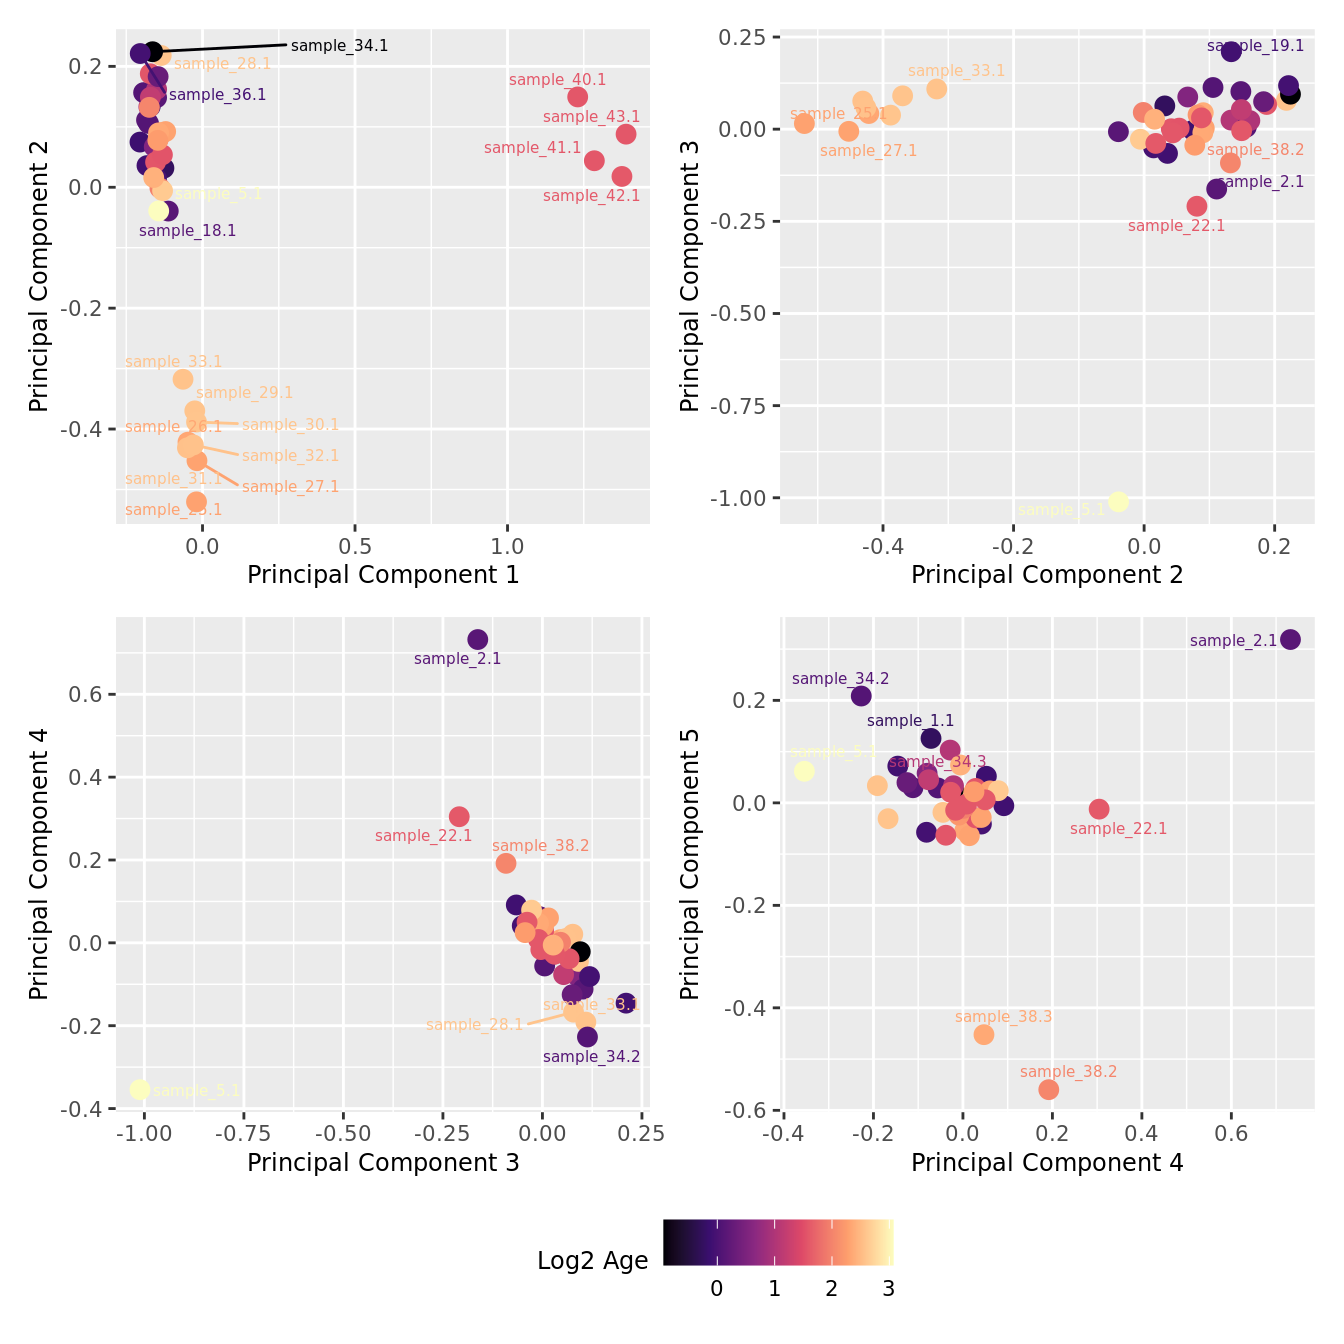 sample_34.1
sample_28.1
sample_36.1
sample_40.1
sample_43.1
sample_41.1
sample_42.1
sample_5.1
sample_18.1
sample_33.1
sample_29.1
sample_26.1
sample_30.1
sample_32.1
sample_31.1
sample_27.1
sample_25.1
0.2
0.0
-0.2
-0.4
0.0 0.5 1.0
Principal Component 1
Principal Component 2
sample_19.1
sample_33.1
sample_25.1
sample_27.1
sample_38.2
sample_2.1
sample_22.1
sample_5.1
0.25
0.00
-0.25
-0.50
-0.75
-1.00
-0.4 -0.2 0.0 0.2
Principal Component 2
Principal Component 3
sample_2.1
sample_22.1
sample_38.2
sample_33.1
sample_28.1
sample_34.2
sample_5.1
0.6
0.4
0.2
0.0
-0.2
-0.4
-1.00 -0.75 -0.50 -0.25 0.00 0.25
Principal Component 3
Principal Component 4
sample_2.1
sample_34.2
sample_1.1
sample_5.1
sample_34.3
sample_22.1
sample_38.3
sample_38.2
0.2
0.0
-0.2
-0.4
-0.6
-0.4 -0.2 0.0 0.2 0.4 0.6
Principal Component 4
Principal Component 5
Log2 Age
0 1 2 3